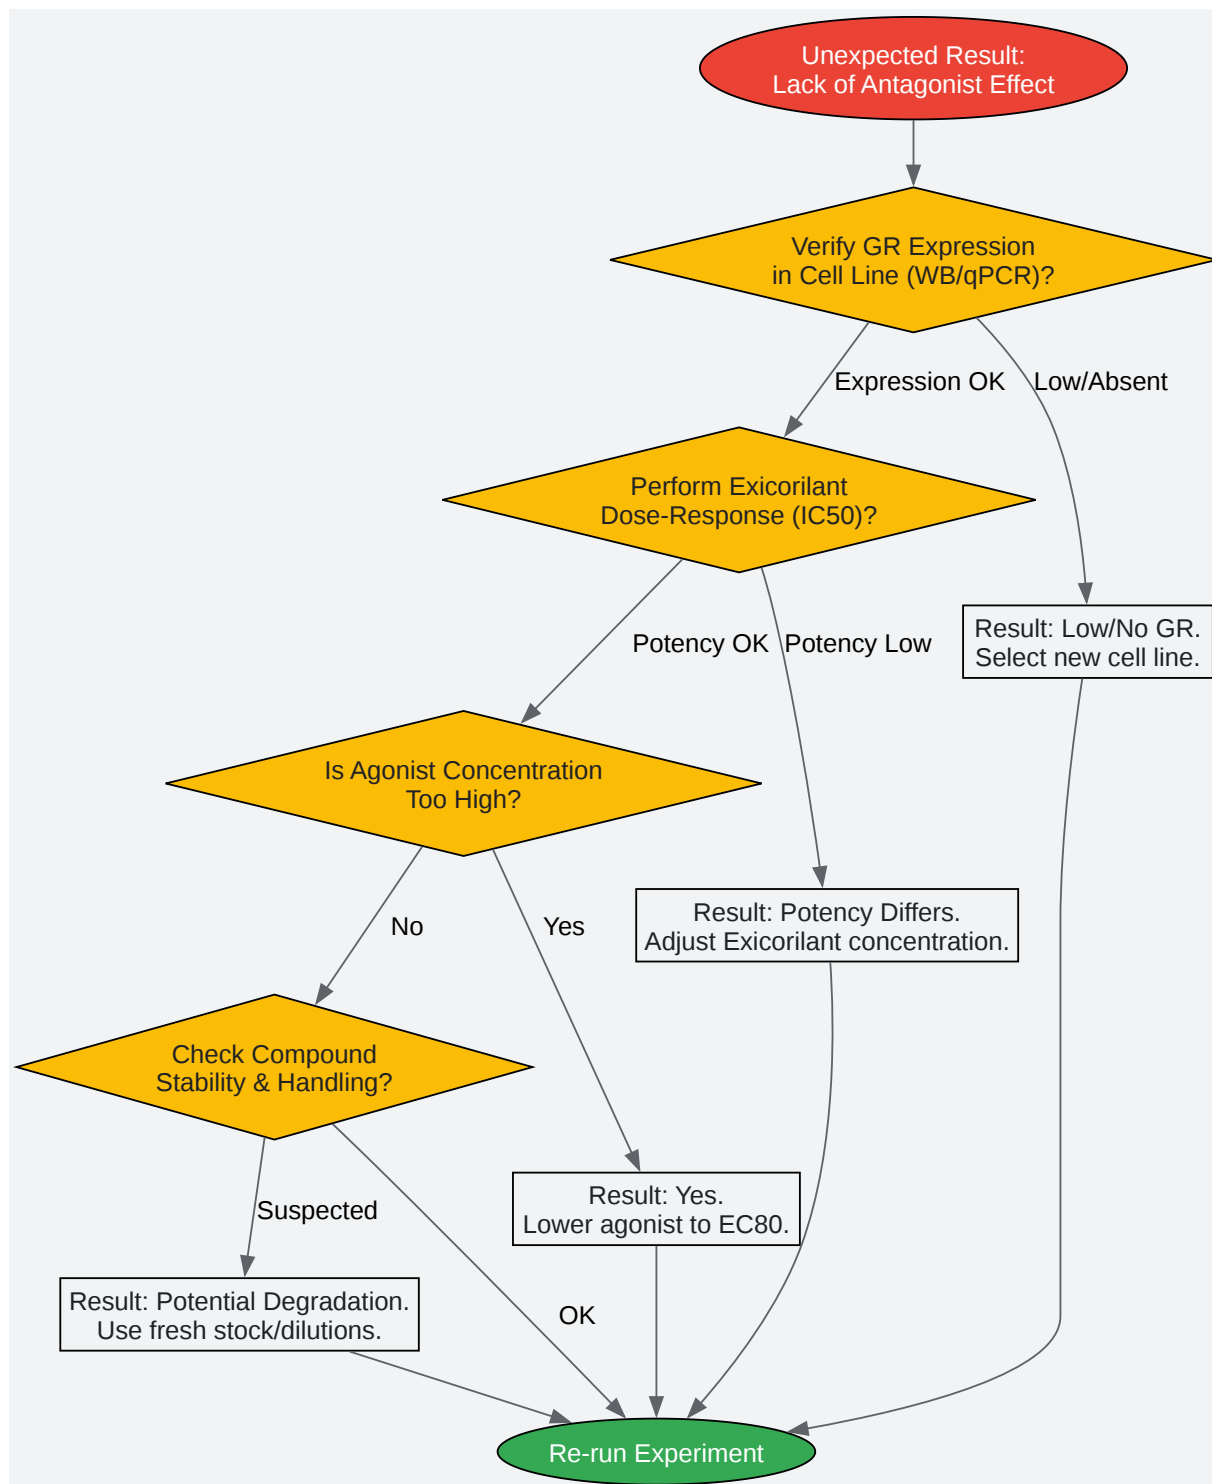 Unexpected Result:
Lack of Antagonist Effect
Verify GR Expression
in Cell Line (WB/qPCR)?
Expression OK
Low/Absent
Perform Exicorilant
Dose-Response (IC50)?
Result: Low/No GR.
Select new cell line.
Potency OK
Potency Low
Is Agonist Concentration
Too High?
Result: Potency Differs.
Adjust Exicorilant concentration.
No
Yes
Check Compound
Stability & Handling?
Result: Yes.
Lower agonist to EC80.
Suspected
Result: Potential Degradation.
Use fresh stock/dilutions.
OK
Re-run Experiment